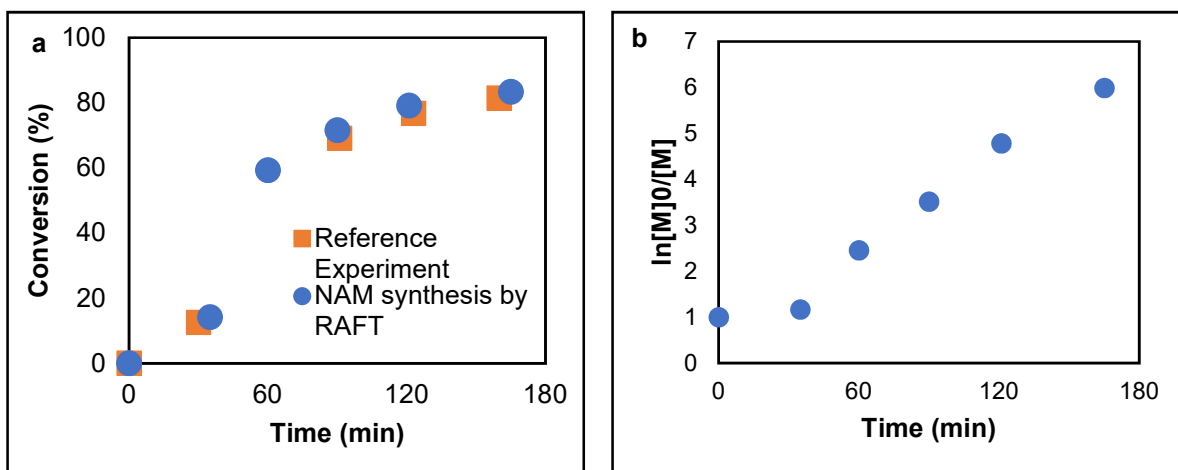 a
100
80
60
40
20
0
Conversion (%)
Reference
Experiment
NAM synthesis by
RAFT
0 60 120 180
Time (min)
b
7
6
5
4
3
2
1
0
ln[M]0/[M]
0 60 120 180
Time (min)